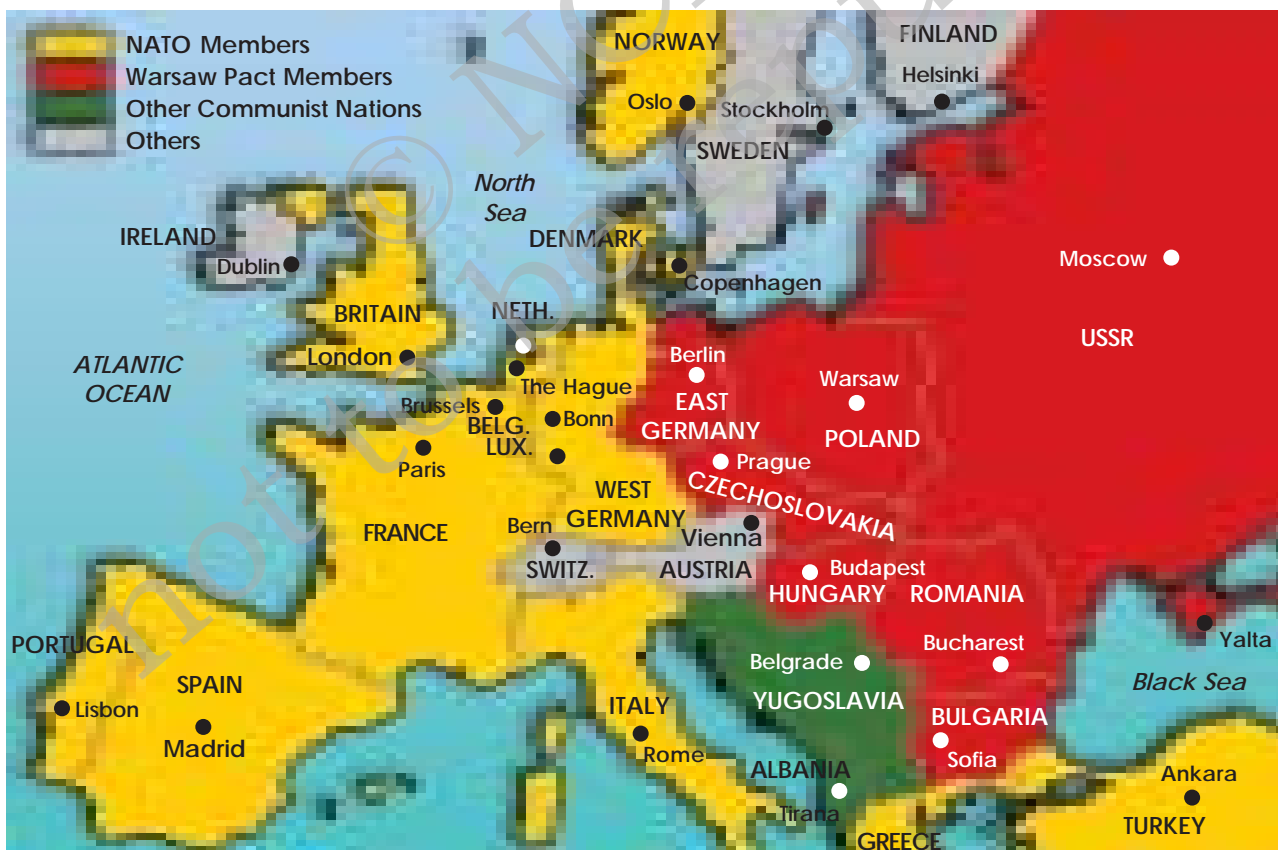 NATO Members
Warsaw Pact Members
Other Communist Nations
Others
NORWAY
Oslo
FINLAND
Helsinki
Stockholm
SWEDEN
North
Sea
IRELAND
Dublin
DENMARK
Copenhagen
Moscow
BRITAIN
London
NETH.
The Hague
USSR
ATLANTIC
OCEAN
Berlin
EAST
GERMANY
Warsaw
POLAND
Brussels
BELG.
LUX.
Bonn
Paris
Prague
CZECHOSLOVAKIA
WEST
GERMANY
FRANCE
Bern
SWITZ.
Vienna
AUSTRIA
Budapest
HUNGARY
ROMANIA
PORTUGAL
Lisbon
SPAIN
Madrid
Belgrade
YUGOSLAVIA
Bucharest
Yalta
Black Sea
ITALY
Rome
BULGARIA
Sofia
ALBANIA
Tirana
GREECE
Ankara
TURKEY
not to be
©